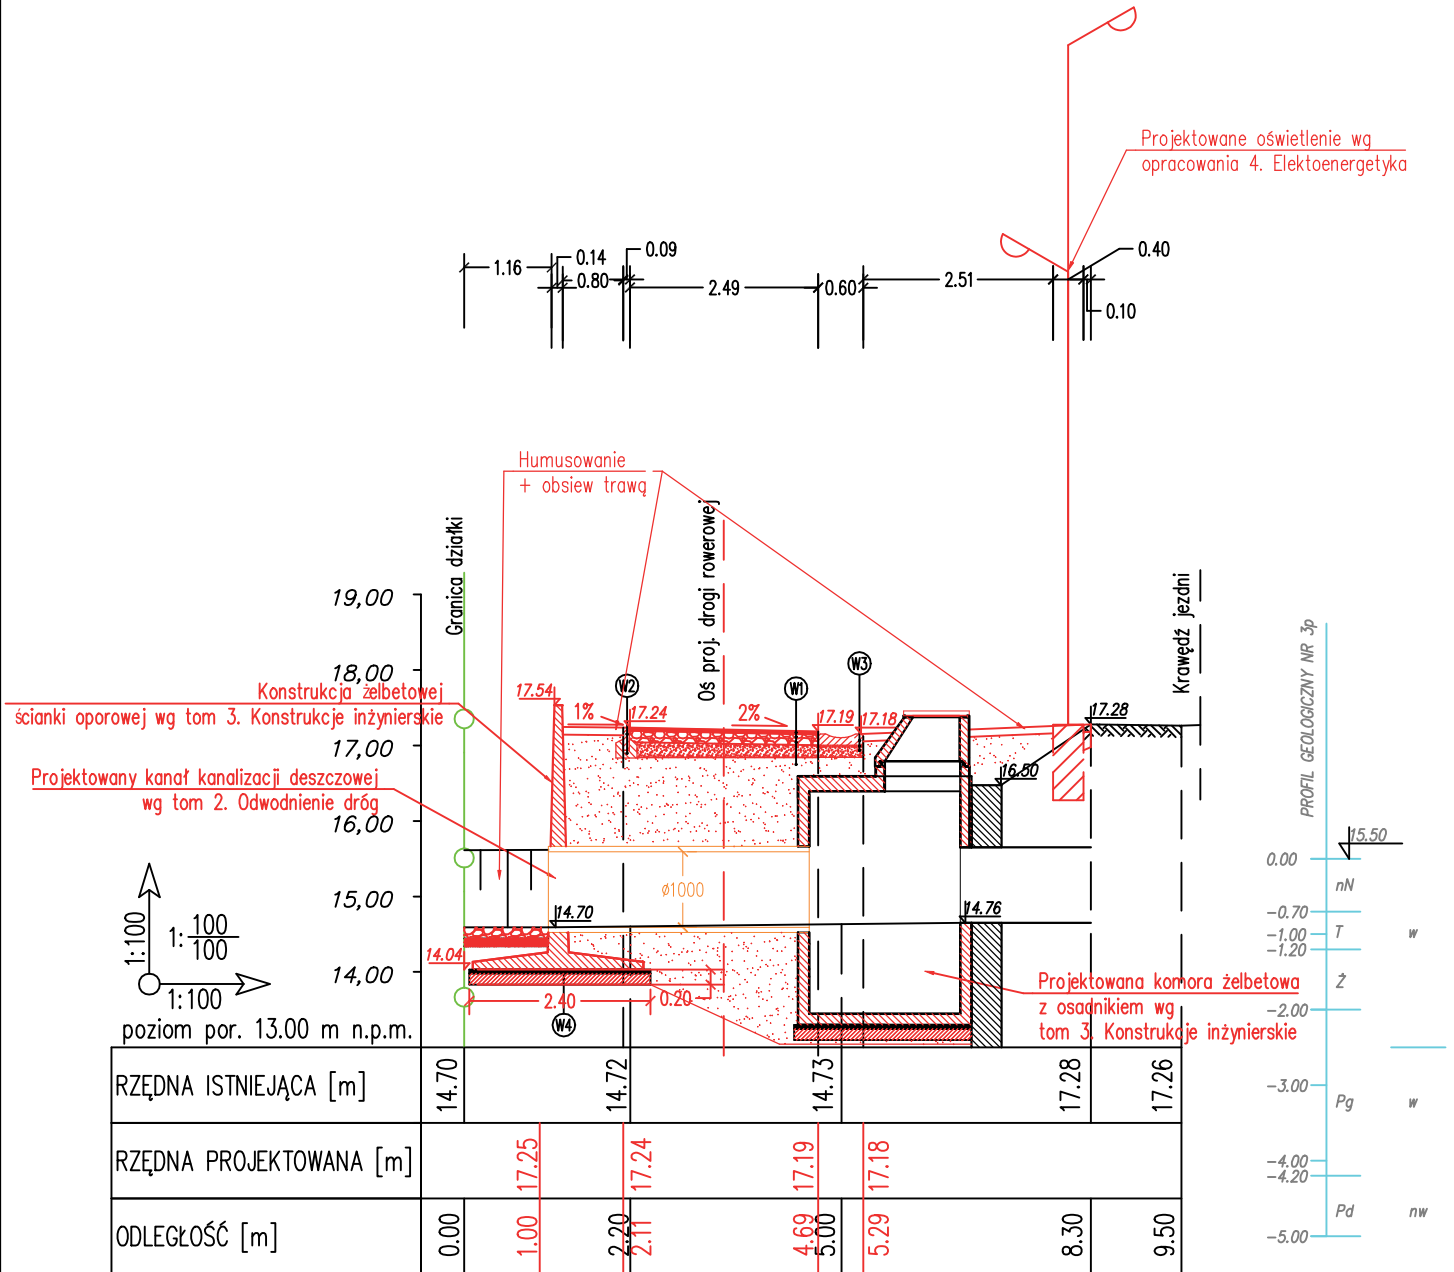 Projektowane oświetlenie wg
opracowania 4. Elektoenergetyka
1.16
0.14
0.80
0.09
2.49
0.60
2.51
0.40
0.10
Humusowanie
+ obsiew trawą
Granica działki
Oś proj. drogi rowerowej
Krawędź jezdni
19,00
18,00
17,00
16,00
15,00
14,00
Konstrukcja żelbetowej
ścianki oporowej wg tom 3. Konstrukcje inżynierskie
Projektowany kanał kanalizacji deszczowej
wg tom 2. Odwodnienie dróg
17.54
1%
W2
17.24
2%
W1
17.19
W3
17.18
17.28
16.50
ø1000
14.70
14.76
14.04
2.40
0.20
W4
Projektowana komora żelbetowa
z osadnikiem wg
tom 3. Konstrukcje inżynierskie
1:100
1:100
1:
100
100
poziom por. 13.00 m n.p.m.
RZĘDNA ISTNIEJĄCA [m]
14.70
14.72
14.73
17.28
17.26
RZĘDNA PROJEKTOWANA [m]
17.25
17.24
17.19
17.18
ODLEGŁOŚĆ [m]
0.00
1.00
2.20
2.11
4.69
5.00
5.29
8.30
9.50
PROFIL GEOLOGICZNY NR 3p
15.50
0.00
nN
-0.70
-1.00
T
w
-1.20
Ż
-2.00
-3.00
Pg
w
-4.00
-4.20
Pd
nw
-5.00